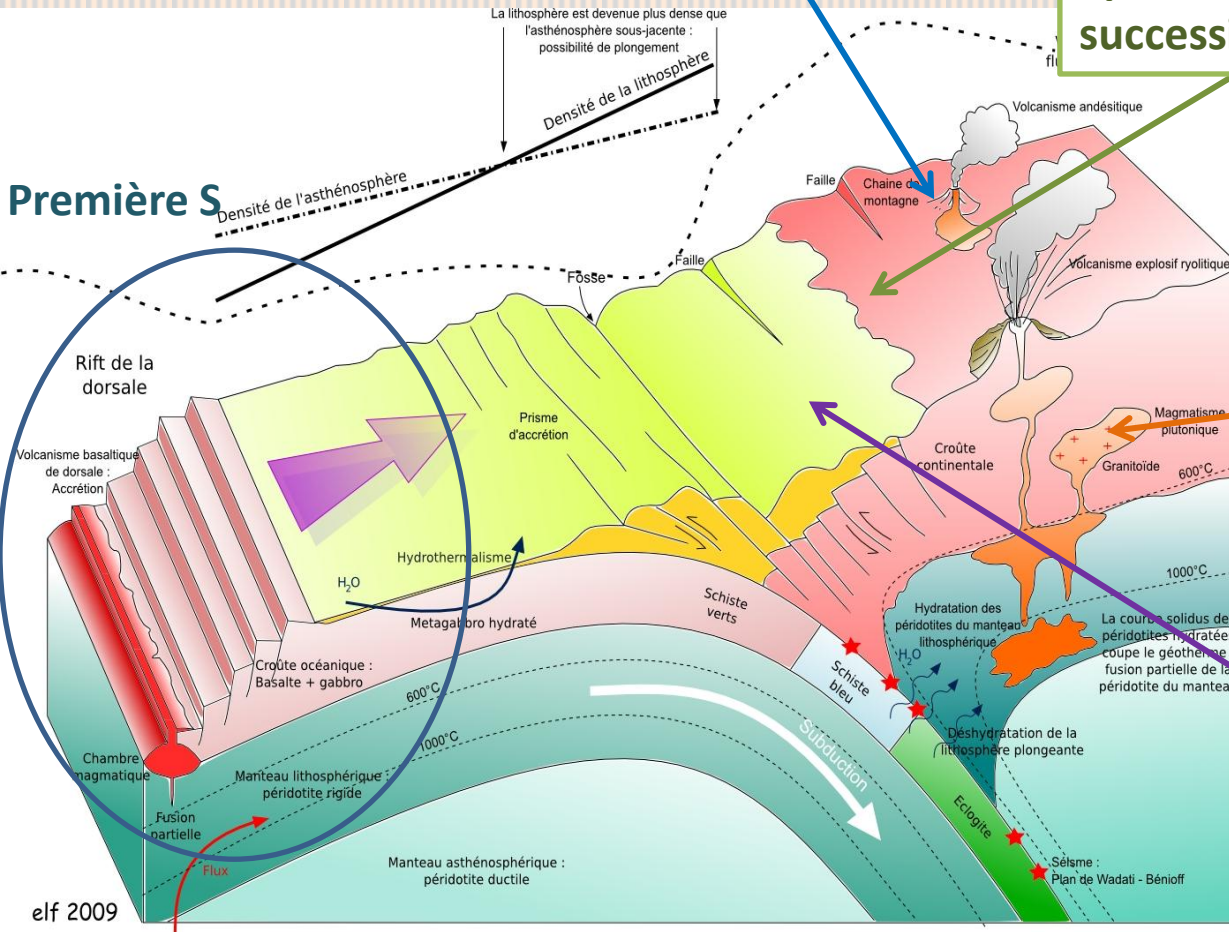 La lithosphère est devenue plus dense que
l'asthénosphère sous-jacente :
possibilité de plongement
success
Densité de la lithosphère
Volcanisme andésitique
Première S
Densité de l'asthénosphère
Faille
Chaine de
montagne
Faille
Fosse
Volcanisme explosif ryolitique
Rift de la
dorsale
Prisme
d'accrétion
Volcanisme basaltique
de dorsale :
Accrétion
Magmatisme
plutonique
Croûte
continentale
Granitoïde
600°C
Hydrothermalisme
H2O
1000°C
Schiste
verts
Metagabbro hydraté
Hydratation des
péridotites du manteau
lithosphérique
H2O
La courbe solidus de
péridotites hydratées
coupe le géotherme
fusion partielle de la
péridotite du manteau
Croûte océanique :
Basalte + gabbro
Schiste
bleu
600°C
1000°C
Subduction
Déshydratation de la
lithosphère plongeante
Chambre
magmatique
Manteau lithosphérique :
péridotite rigide
Fusion
partielle
Eclogite
Flux
Manteau asthénosphérique :
péridotite ductile
Séisme :
Plan de Wadati - Bénioff
elf 2009